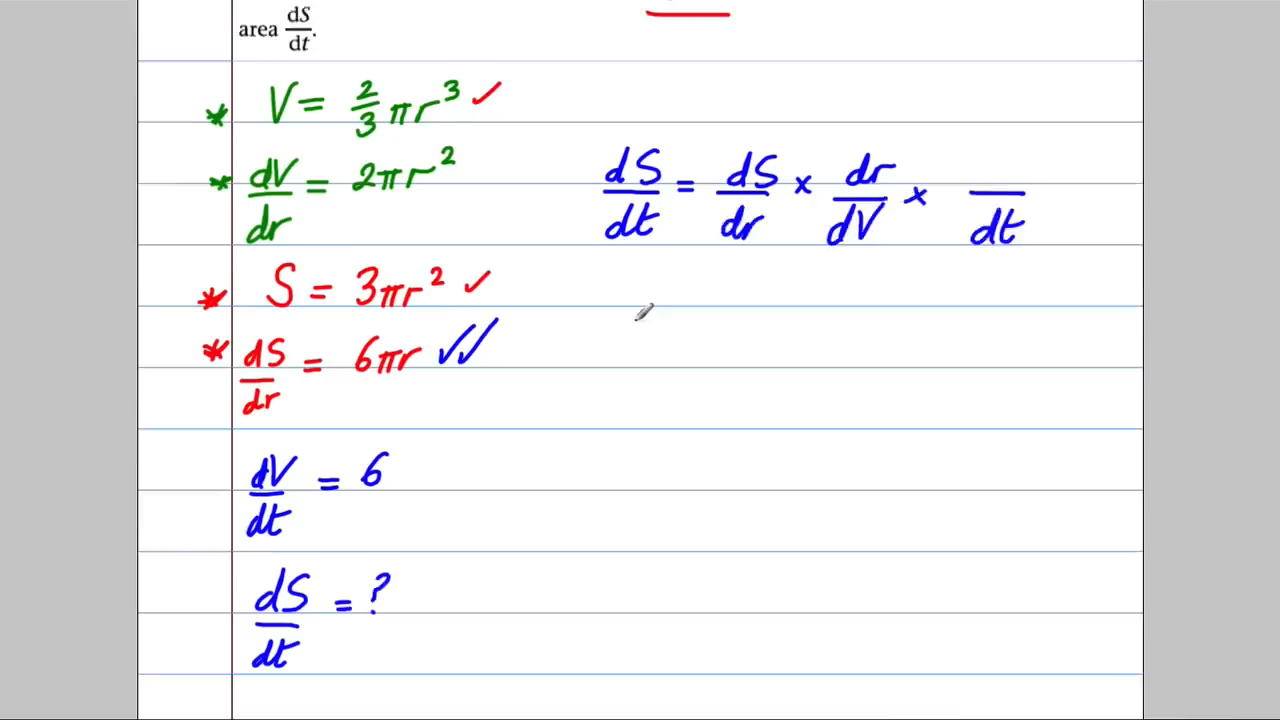 area dS/dt.
* V = 2/3 πr³ ✓
* dV/dr = 2πr²
dS/dt = dS/dr × dr/dV × /dt
* S = 3πr² ✓
* dS/dr = 6πr ✓✓
dV/dt = 6
dS/dt = ?